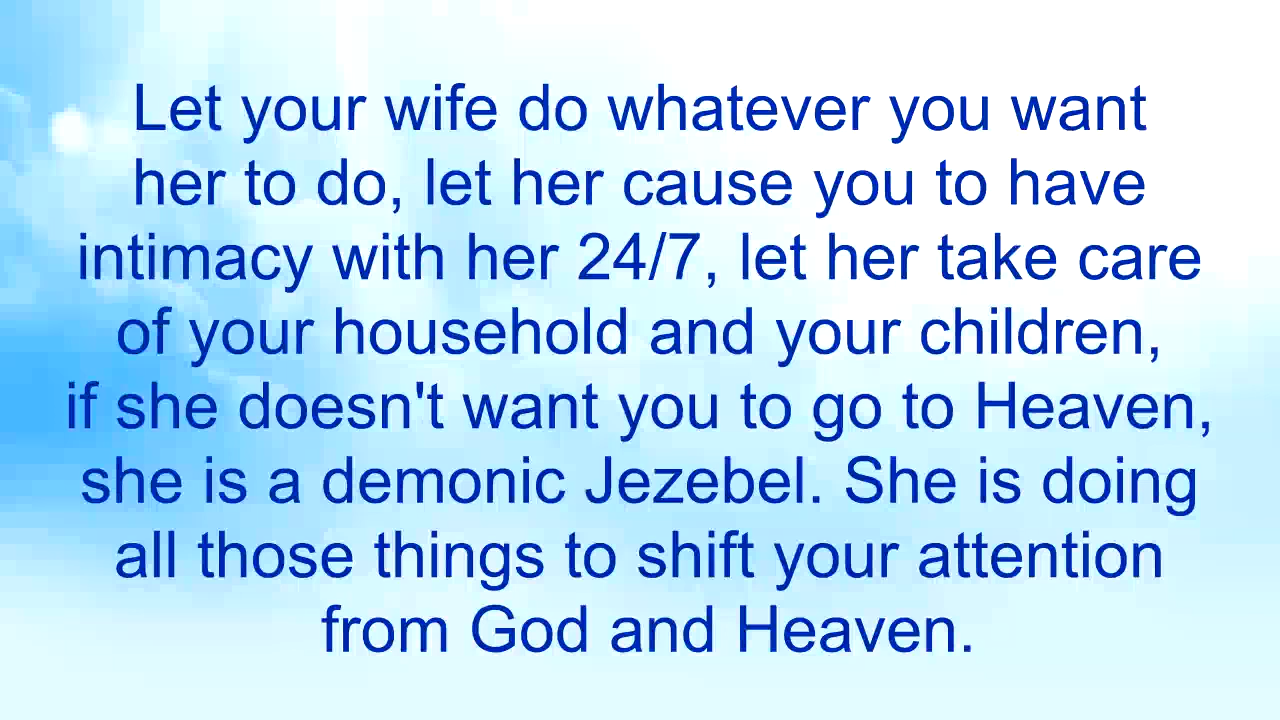 Let your wife do whatever you want
her to do, let her cause you to have
intimacy with her 24/7, let her take care
of your household and your children,
if she doesn't want you to go to Heaven,
she is a demonic Jezebel. She is doing
all those things to shift your attention
from God and Heaven.